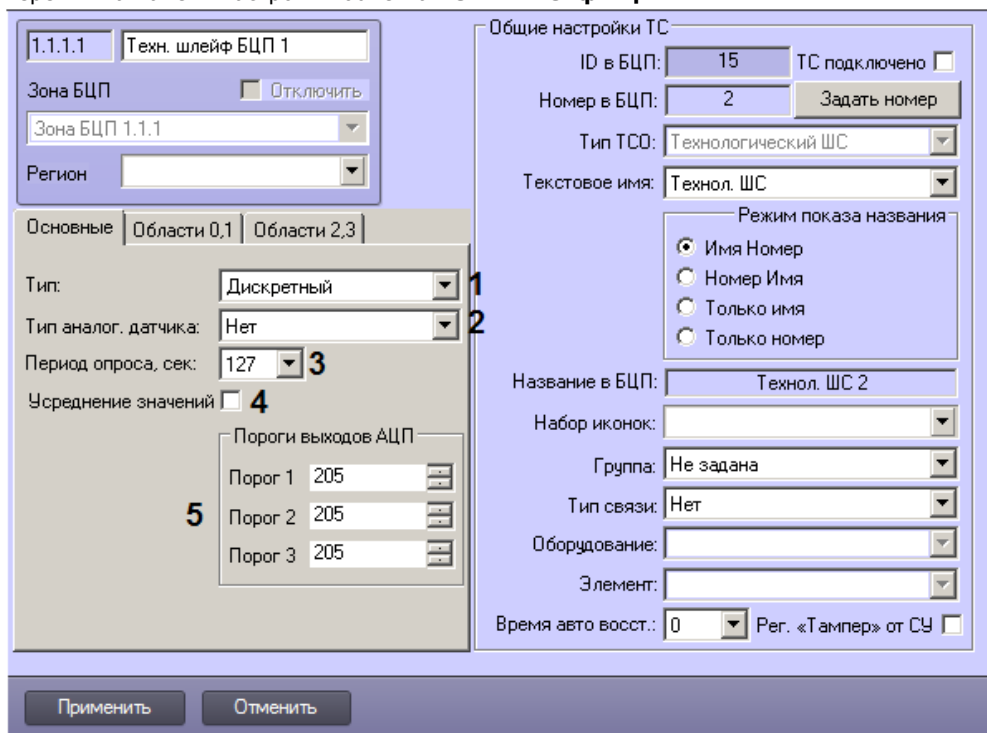 1.1.1.1 Техн. шлейф БЦП 1
Зона БЦП Отключить
Зона БЦП 1.1.1
Регион
Основные Области 0,1 Области 2,3
Тип: Дискретный 1
Тип аналог. датчика: Нет 2
Период опроса, сек: 127 3
Усреднение значений 4
Пороги выходов АЦП
Порог 1 205
5 Порог 2 205
Порог 3 205
Общие настройки ТС
ID в БЦП: 15 ТС подключено
Номер в БЦП: 2 Задать номер
Тип ТСО: Технологический ШС
Текстовое имя: Технол. ШС
Режим показа названия
Имя Номер
Номер Имя
Только имя
Только номер
Название в БЦП: Технол. ШС 2
Набор иконок:
Группа: Не задана
Тип связи: Нет
Оборудование:
Элемент:
Время авто восст.: 0 Рег. «Тампер» от СУ
Применить Отменить